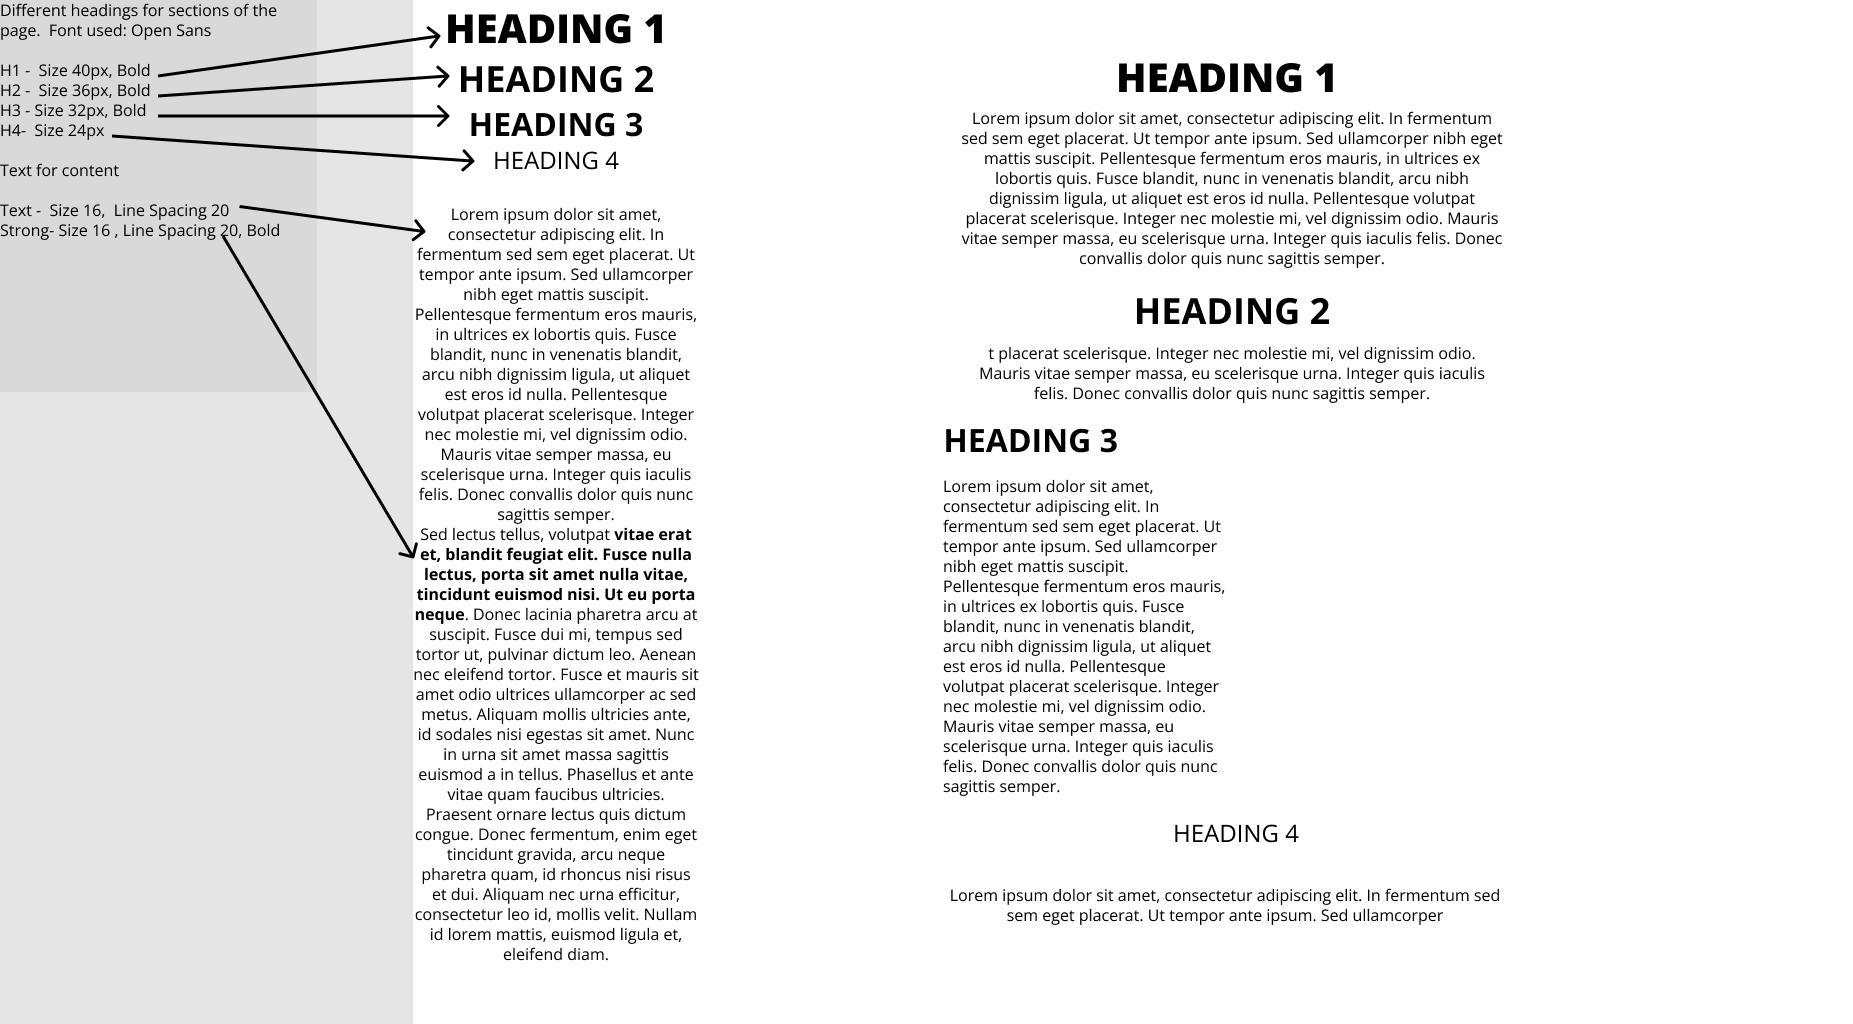 Different headings for sections of the
page.  Font used: Open Sans
H1 -  Size 40px, Bold
H2 -  Size 36px, Bold
H3 - Size 32px, Bold
H4-  Size 24px
Text for content
Text -  Size 16,  Line Spacing 20
Strong- Size 16 , Line Spacing 20, Bold
HEADING 1
HEADING 2
HEADING 3
HEADING 4
Lorem ipsum dolor sit amet,
consectetur adipiscing elit. In
fermentum sed sem eget placerat. Ut
tempor ante ipsum. Sed ullamcorper
nibh eget mattis suscipit.
Pellentesque fermentum eros mauris,
in ultrices ex lobortis quis. Fusce
blandit, nunc in venenatis blandit,
arcu nibh dignissim ligula, ut aliquet
est eros id nulla. Pellentesque
volutpat placerat scelerisque. Integer
nec molestie mi, vel dignissim odio.
Mauris vitae semper massa, eu
scelerisque urna. Integer quis iaculis
felis. Donec convallis dolor quis nunc
sagittis semper.
Sed lectus tellus, volutpat vitae erat
et, blandit feugiat elit. Fusce nulla
lectus, porta sit amet nulla vitae,
tincidunt euismod nisi. Ut eu porta
neque. Donec lacinia pharetra arcu at
suscipit. Fusce dui mi, tempus sed
tortor ut, pulvinar dictum leo. Aenean
nec eleifend tortor. Fusce et mauris sit
amet odio ultrices ullamcorper ac sed
metus. Aliquam mollis ultricies ante,
id sodales nisi egestas sit amet. Nunc
in urna sit amet massa sagittis
euismod a in tellus. Phasellus et ante
vitae quam faucibus ultricies.
Praesent ornare lectus quis dictum
congue. Donec fermentum, enim eget
tincidunt gravida, arcu neque
pharetra quam, id rhoncus nisi risus
et dui. Aliquam nec urna efficitur,
consectetur leo id, mollis velit. Nullam
id lorem mattis, euismod ligula et,
eleifend diam.
HEADING 1
Lorem ipsum dolor sit amet, consectetur adipiscing elit. In fermentum
sed sem eget placerat. Ut tempor ante ipsum. Sed ullamcorper nibh eget
mattis suscipit. Pellentesque fermentum eros mauris, in ultrices ex
lobortis quis. Fusce blandit, nunc in venenatis blandit, arcu nibh
dignissim ligula, ut aliquet est eros id nulla. Pellentesque volutpat
placerat scelerisque. Integer nec molestie mi, vel dignissim odio. Mauris
vitae semper massa, eu scelerisque urna. Integer quis iaculis felis. Donec
convallis dolor quis nunc sagittis semper.
HEADING 2
t placerat scelerisque. Integer nec molestie mi, vel dignissim odio.
Mauris vitae semper massa, eu scelerisque urna. Integer quis iaculis
felis. Donec convallis dolor quis nunc sagittis semper.
HEADING 3
Lorem ipsum dolor sit amet,
consectetur adipiscing elit. In
fermentum sed sem eget placerat. Ut
tempor ante ipsum. Sed ullamcorper
nibh eget mattis suscipit.
Pellentesque fermentum eros mauris,
in ultrices ex lobortis quis. Fusce
blandit, nunc in venenatis blandit,
arcu nibh dignissim ligula, ut aliquet
est eros id nulla. Pellentesque
volutpat placerat scelerisque. Integer
nec molestie mi, vel dignissim odio.
Mauris vitae semper massa, eu
scelerisque urna. Integer quis iaculis
felis. Donec convallis dolor quis nunc
sagittis semper.
HEADING 4
Lorem ipsum dolor sit amet, consectetur adipiscing elit. In fermentum sed
sem eget placerat. Ut tempor ante ipsum. Sed ullamcorper